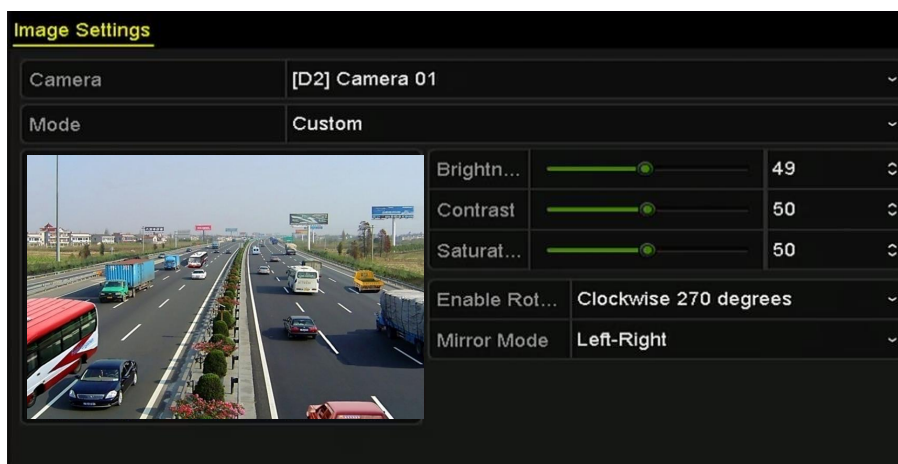 Image Settings
Camera [D2] Camera 01
Mode Custom
Brightn... 49
Contrast 50
Saturat... 50
Enable Rot... Clockwise 270 degrees
Mirror Mode Left-Right